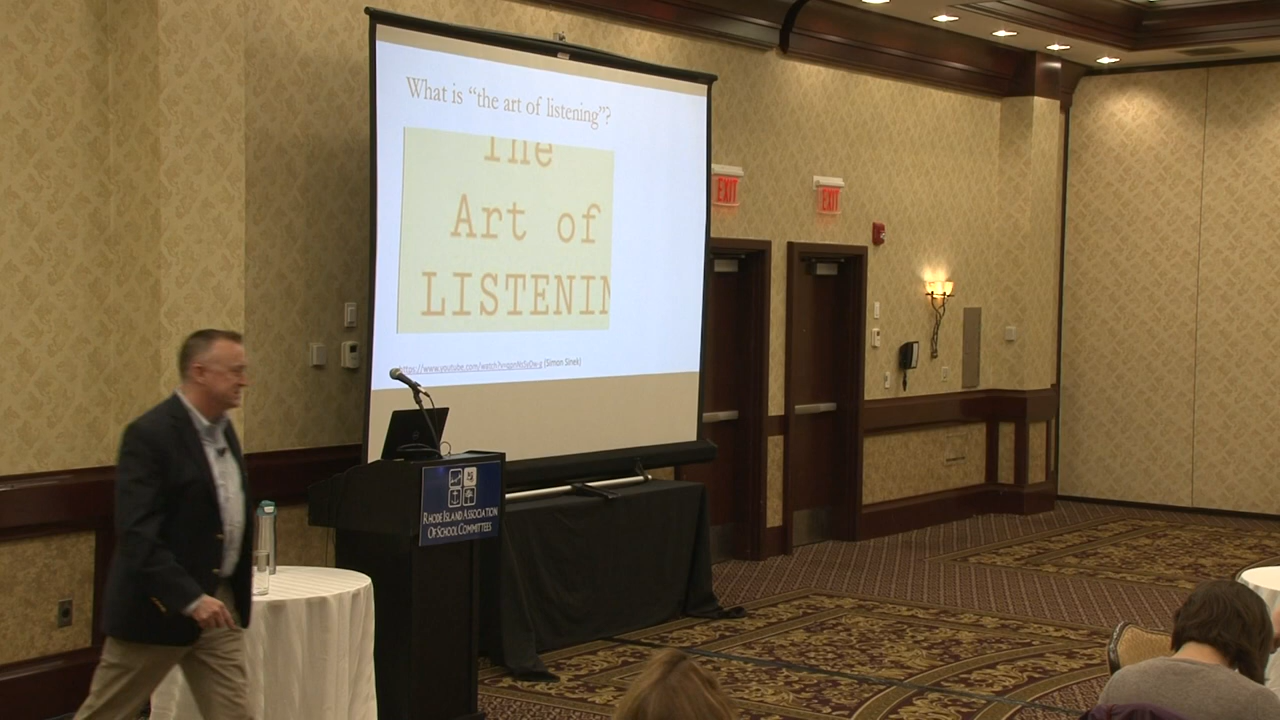 What is “the art of listening”?
The
Art of
LISTENIN
(Simon Sinek)
EXIT
EXIT
RHODE ISLAND ASSOCIATION
OF SCHOOL COMMITTEES